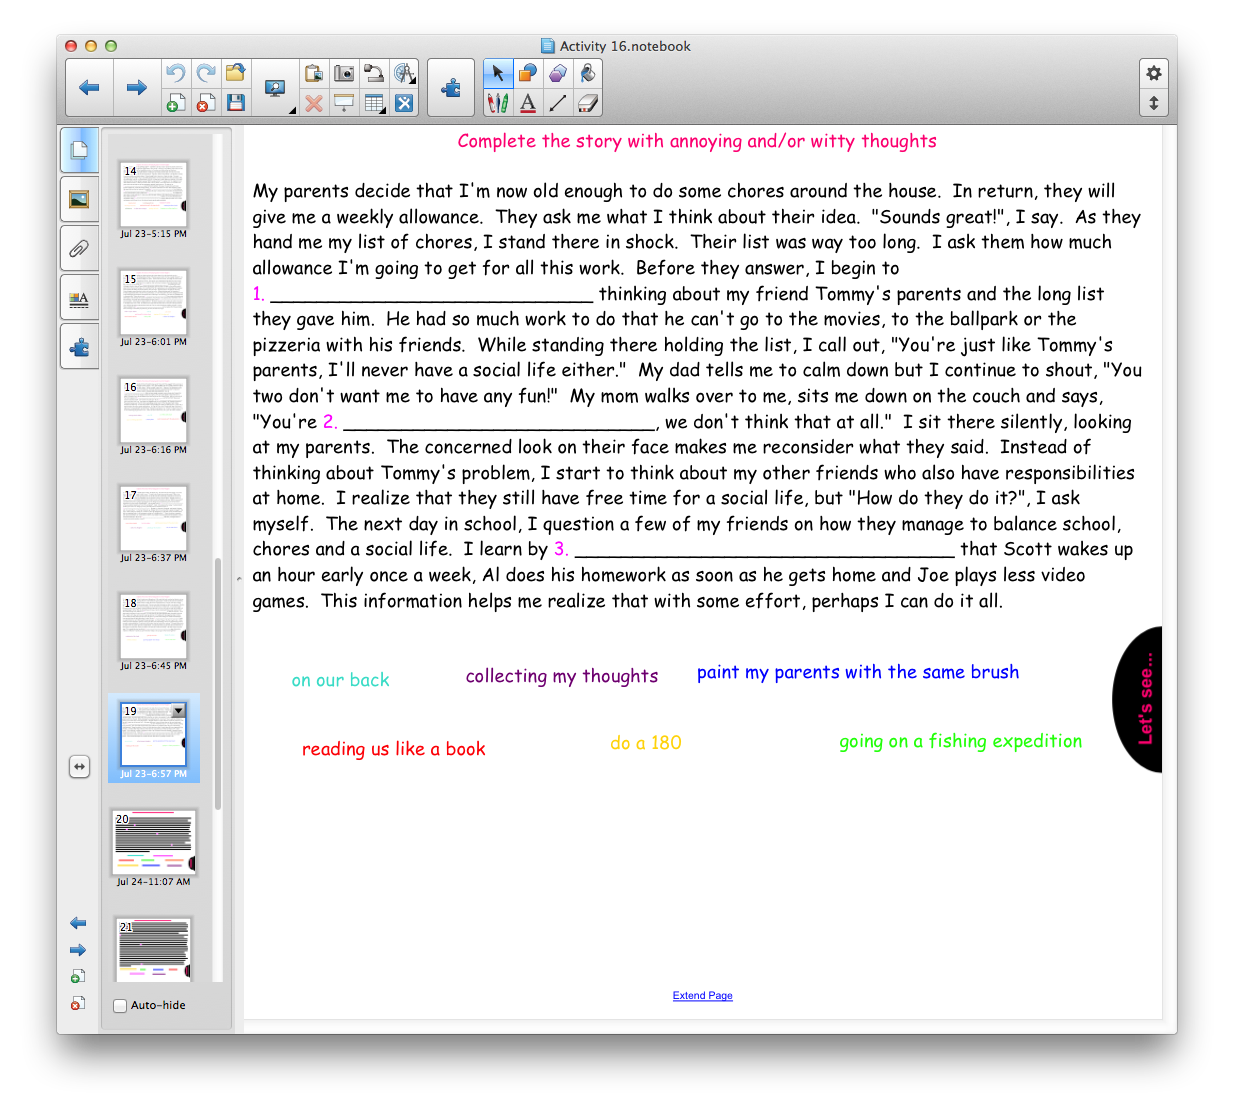 Activity 16.notebook
14
Jul 23-5:15 PM
15
Jul 23-6:01 PM
16
Jul 23-6:16 PM
17
Jul 23-6:37 PM
18
Jul 23-6:45 PM
19
Jul 23-6:57 PM
20
Jul 24-11:07 AM
21
Auto-hide
Complete the story with annoying and/or witty thoughts
My parents decide that I'm now old enough to do some chores around the house.  In return, they will
give me a weekly allowance.  They ask me what I think about their idea.  "Sounds great!", I say.  As they
hand me my list of chores, I stand there in shock.  Their list was way too long.  I ask them how much
allowance I'm going to get for all this work.  Before they answer, I begin to
1. ______________________________ thinking about my friend Tommy's parents and the long list
they gave him.  He had so much work to do that he can't go to the movies, to the ballpark or the
pizzeria with his friends.  While standing there holding the list, I call out, "You're just like Tommy's
parents, I'll never have a social life either."  My dad tells me to calm down but I continue to shout, "You
two don't want me to have any fun!"  My mom walks over to me, sits me down on the couch and says,
"You're 2. _____________________________, we don't think that at all."  I sit there silently, looking
at my parents.  The concerned look on their face makes me reconsider what they said.  Instead of
thinking about Tommy's problem, I start to think about my other friends who also have responsibilities
at home.  I realize that they still have free time for a social life, but "How do they do it?", I ask
myself.  The next day in school, I question a few of my friends on how they manage to balance school,
chores and a social life.  I learn by 3. ___________________________________ that Scott wakes up
an hour early once a week, Al does his homework as soon as he gets home and Joe plays less video
games.  This information helps me realize that with some effort, perhaps I can do it all.
on our back
collecting my thoughts
paint my parents with the same brush
reading us like a book
do a 180
going on a fishing expedition
Let's see...
Extend Page